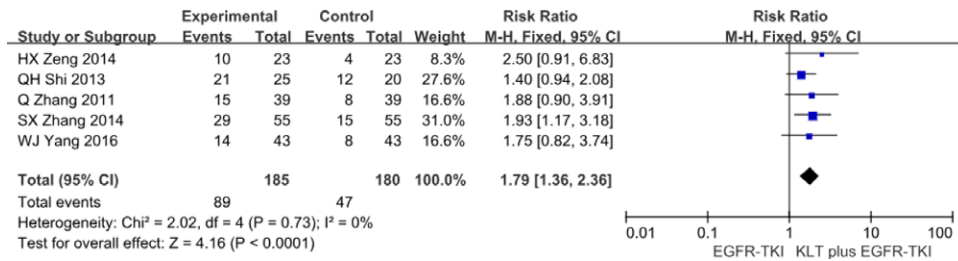 Experimental Control Risk Ratio Risk Ratio
Study or Subgroup Events Total Events Total Weight M-H, Fixed, 95% CI M-H, Fixed, 95% CI
HX Zeng 2014 10 23 4 23 8.3% 2.50 [0.91, 6.83]
QH Shi 2013 21 25 12 20 27.6% 1.40 [0.94, 2.08]
Q Zhang 2011 15 39 8 39 16.6% 1.88 [0.90, 3.91]
SX Zhang 2014 29 55 15 55 31.0% 1.93 [1.17, 3.18]
WJ Yang 2016 14 43 8 43 16.6% 1.75 [0.82, 3.74]
Total (95% CI) 185 180 100.0% 1.79 [1.36, 2.36]
Total events 89 47
Heterogeneity: Chi² = 2.02, df = 4 (P = 0.73); I² = 0%
Test for overall effect: Z = 4.16 (P < 0.0001)
0.01 0.1 1 10 100
EGFR-TKI KLT plus EGFR-TKI